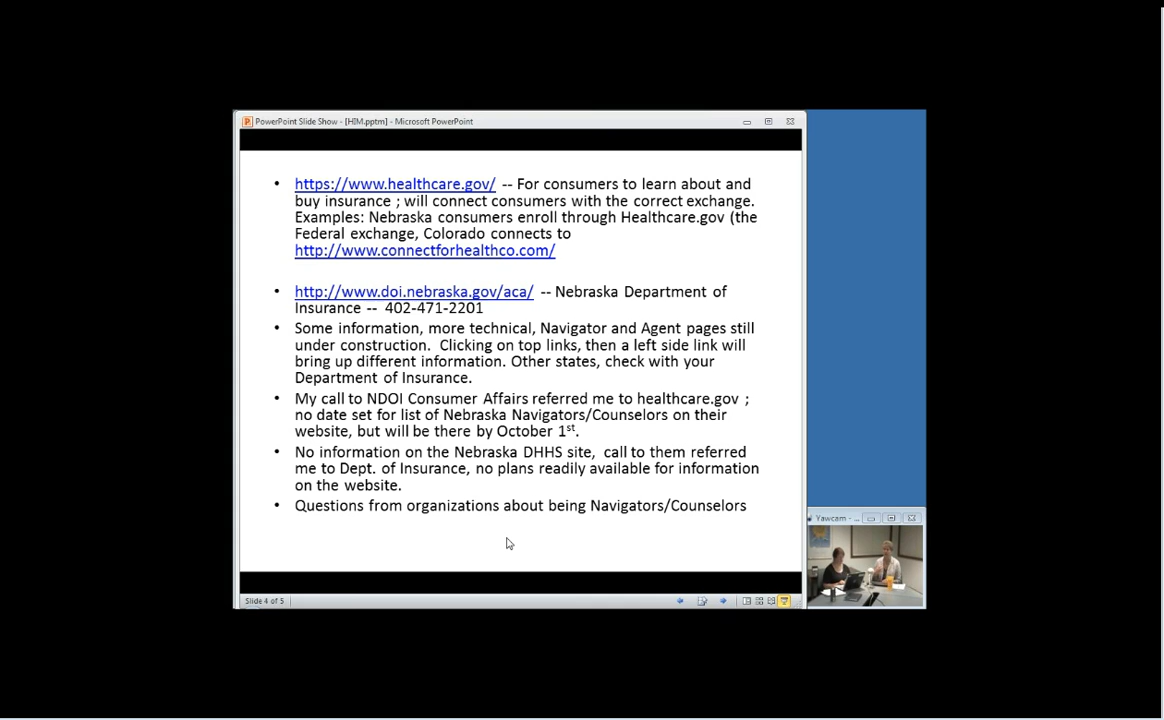 PowerPoint Slide Show - [HIM.pptm] - Microsoft PowerPoint
• https://www.healthcare.gov/ -- For consumers to learn about and
buy insurance ; will connect consumers with the correct exchange.
Examples: Nebraska consumers enroll through Healthcare.gov (the
Federal exchange, Colorado connects to
http://www.connectforhealthco.com/
• http://www.doi.nebraska.gov/aca/ -- Nebraska Department of
Insurance -- 402-471-2201
• Some information, more technical, Navigator and Agent pages still
under construction. Clicking on top links, then a left side link will
bring up different information. Other states, check with your
Department of Insurance.
• My call to NDOI Consumer Affairs referred me to healthcare.gov ;
no date set for list of Nebraska Navigators/Counselors on their
website, but will be there by October 1st.
• No information on the Nebraska DHHS site, call to them referred
me to Dept. of Insurance, no plans readily available for information
on the website.
• Questions from organizations about being Navigators/Counselors
Yawcam - ...
Slide 4 of 5